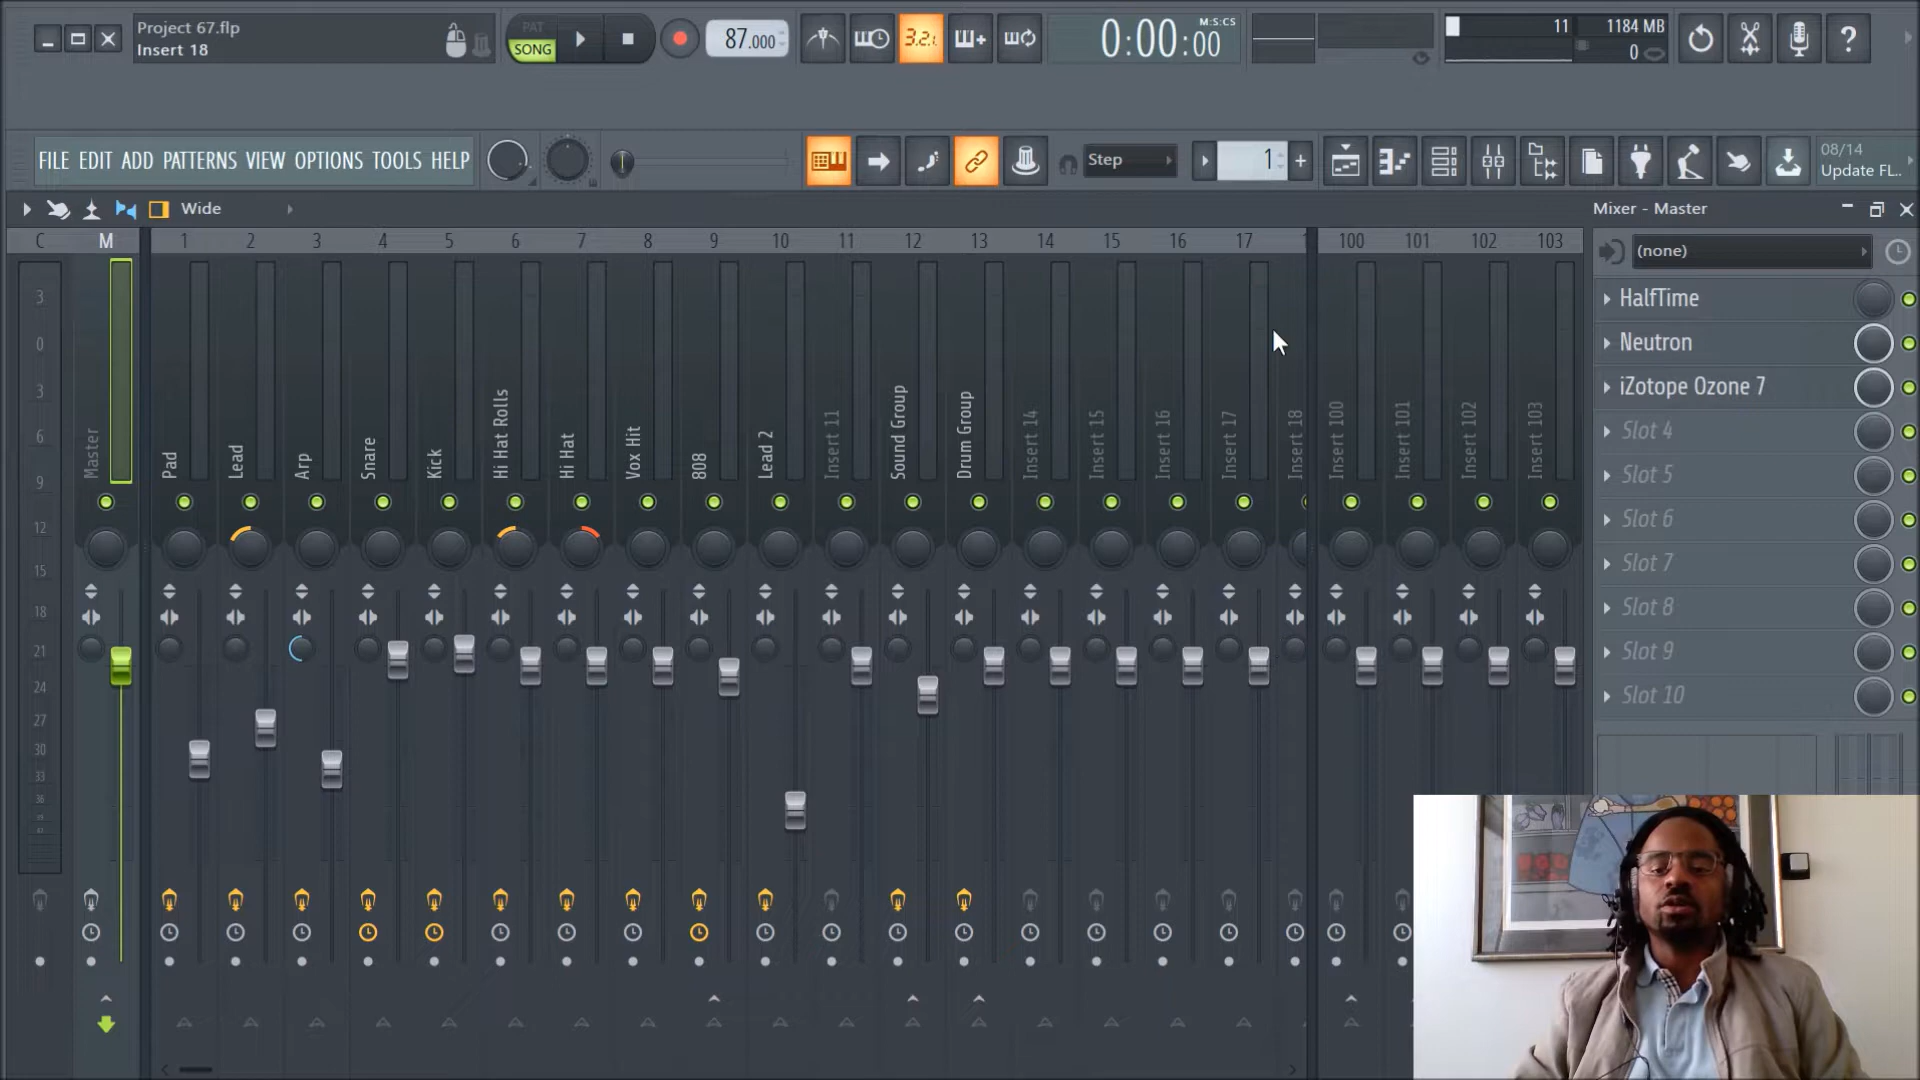 Project 67.flp
Insert 18
PAT
SONG
87.000
3.2.
0:00:00
M:S:CS
11
1184 MB
0
?
FILE EDIT ADD PATTERNS VIEW OPTIONS TOOLS HELP
Step
1
+
08/14
Update FL..
Wide
Mixer - Master
C M 1 2 3 4 5 6 7 8 9 10 11 12 13 14 15 16 17 100 101 102 103
(none)
3
0
3
6
9
12
15
18
21
24
27
30
33
36
Master
Pad
Lead
Arp
Snare
Kick
Hi Hat Rolls
Hi Hat
Vox Hit
808
Lead 2
Insert 11
Sound Group
Drum Group
Insert 14
Insert 15
Insert 16
Insert 17
Insert 18
Insert 100
Insert 101
Insert 102
Insert 103
HalfTime
Neutron
iZotope Ozone 7
Slot 4
Slot 5
Slot 6
Slot 7
Slot 8
Slot 9
Slot 10